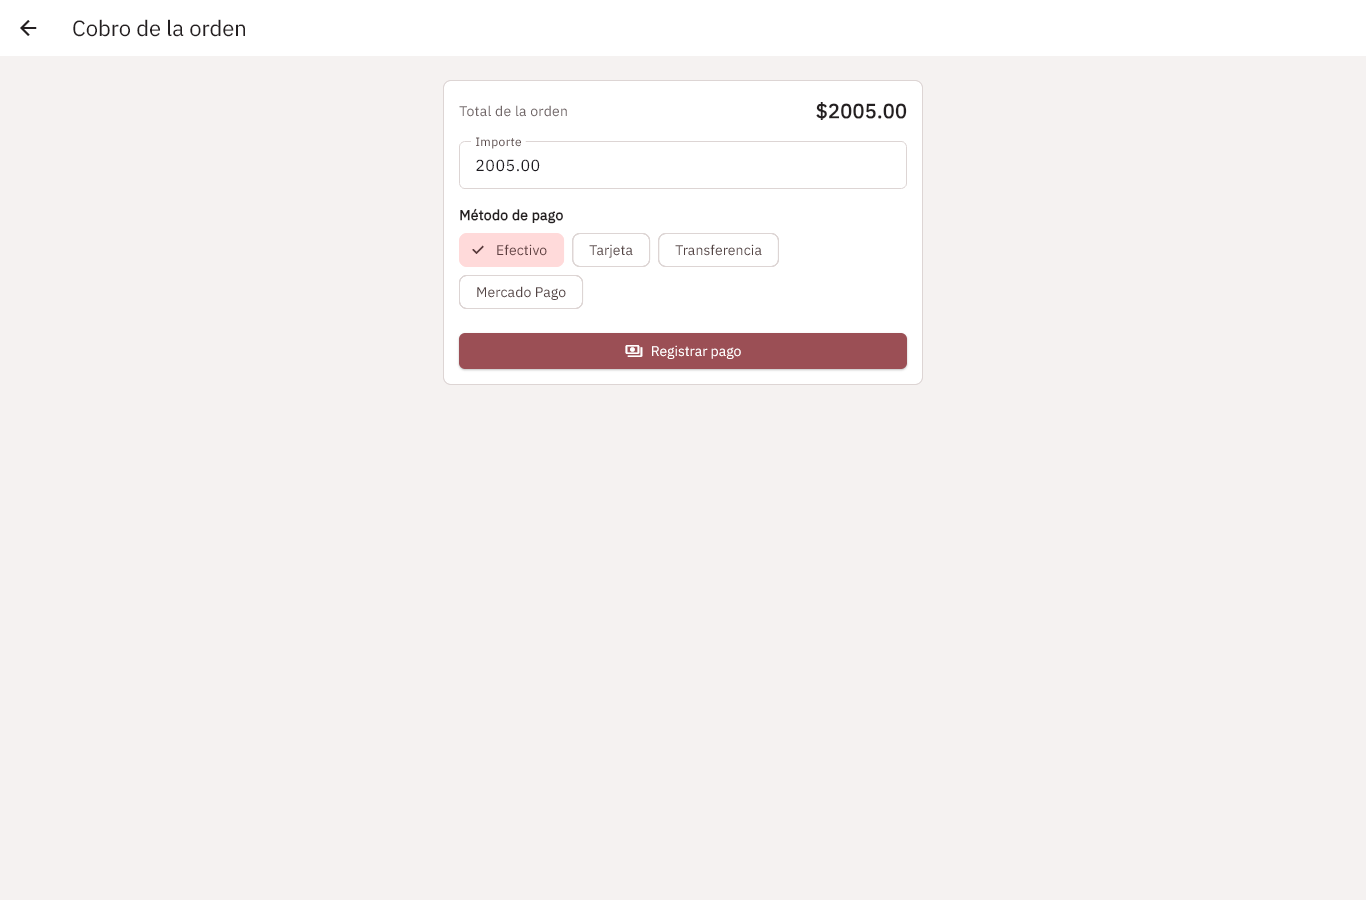 Cobro de la orden
Total de la orden $2005.00
Importe
2005.00
Método de pago
Efectivo Tarjeta Transferencia
Mercado Pago
Registrar pago